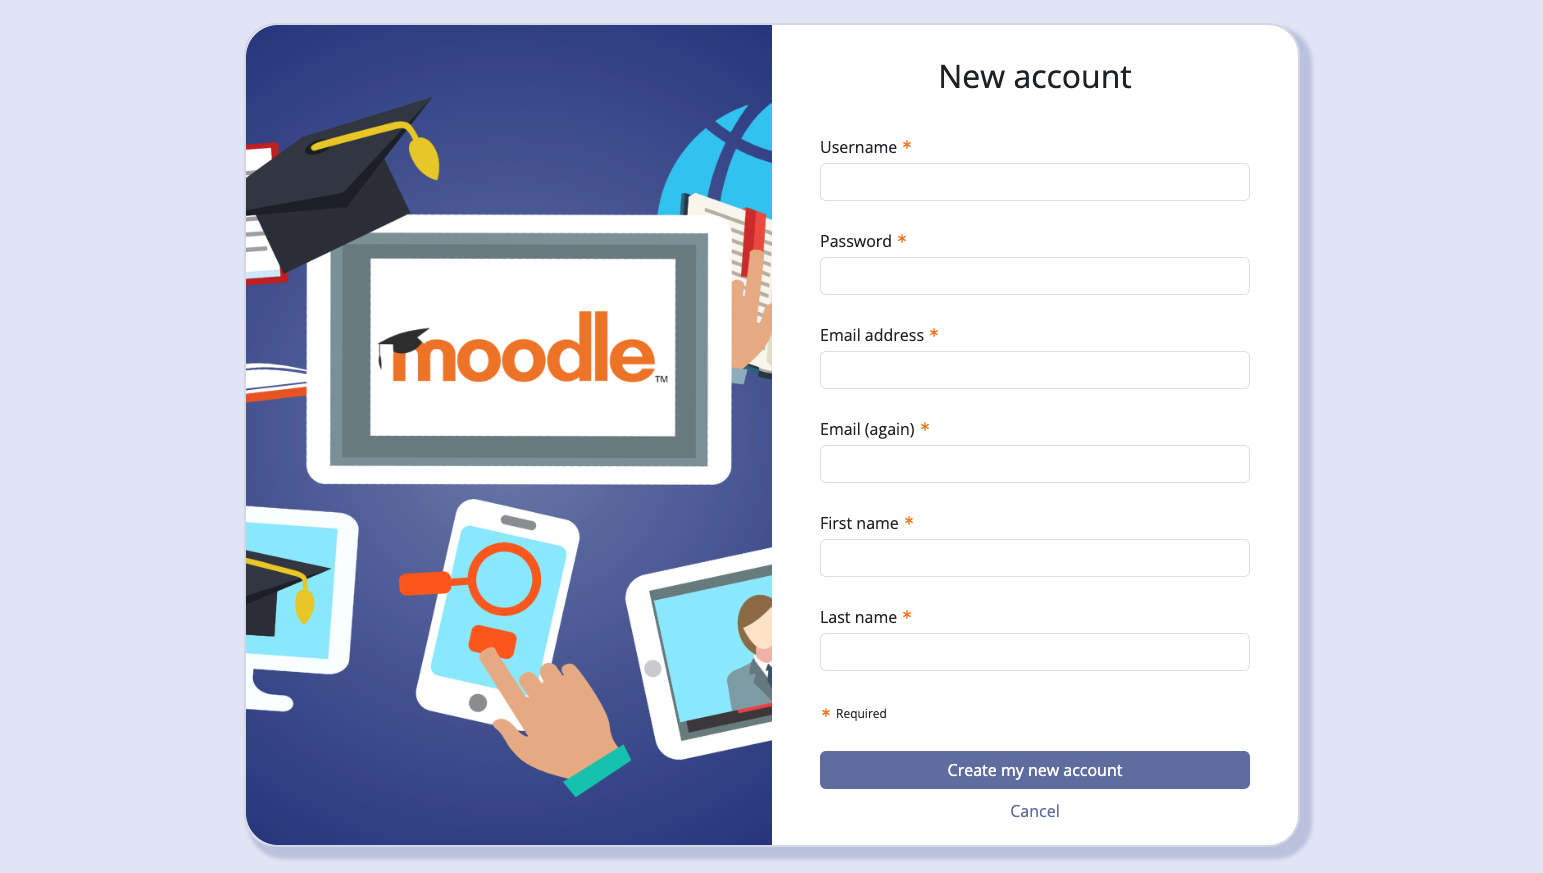 moodle™
New account
Username *
Password *
Email address *
Email (again) *
First name *
Last name *
* Required
Create my new account
Cancel